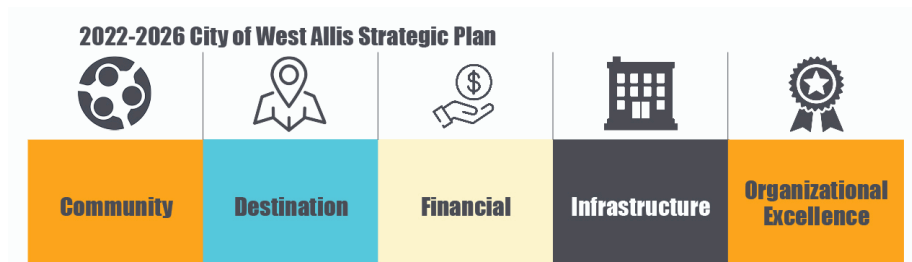 2022-2026 City of West Allis Strategic Plan
$
Community
Destination
Financial
Infrastructure
Organizational
Excellence